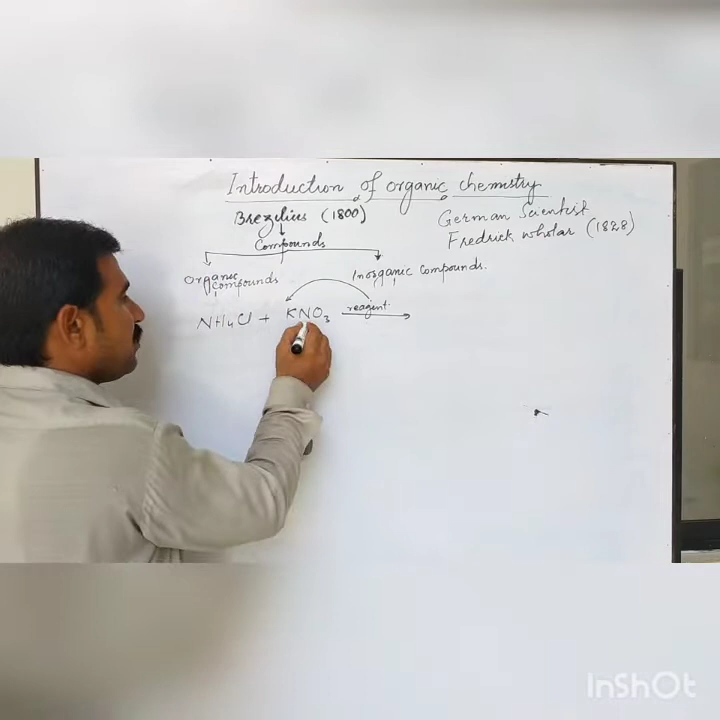 Introduction of organic chemistry
Brezilius (1800)
German Scientist
Fredrick wholar (1828)
Compounds
Organic compounds
Inorganic compounds.
NH4Cl + KNO3 reagent
InShOt